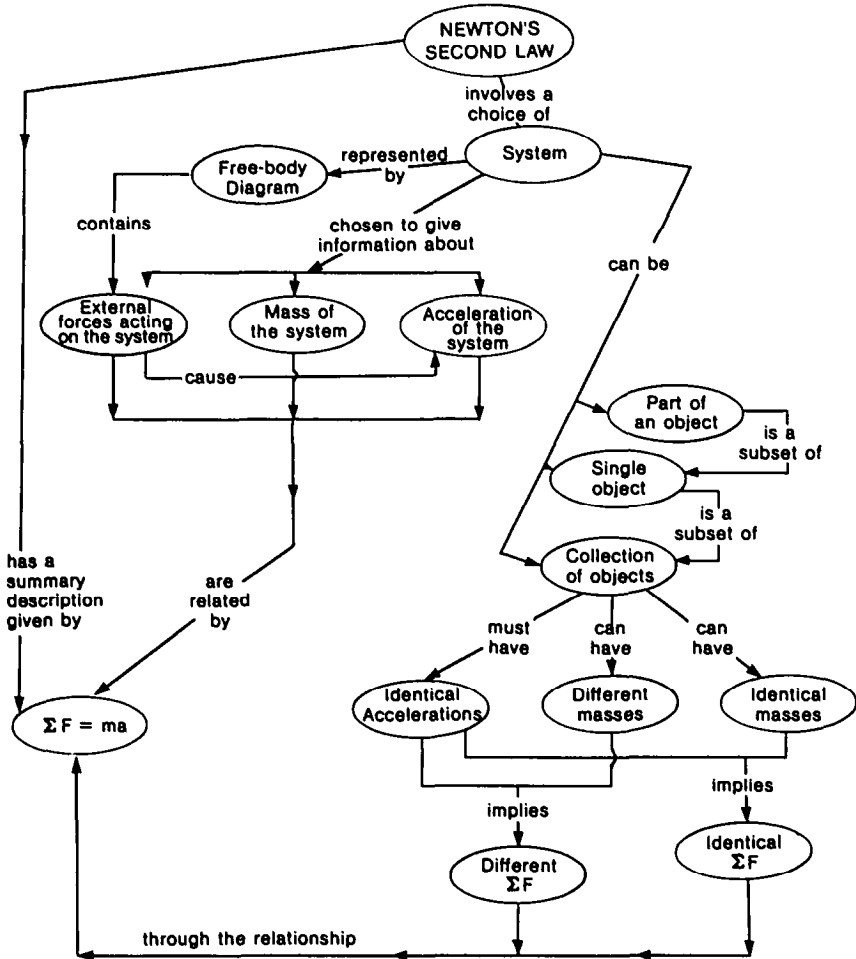 NEWTON'S
SECOND LAW
involves a
choice of
System
represented
by
Free-body
Diagram
contains
chosen to give
information about
can be
External
forces acting
on the system
Mass of
the system
Acceleration
of the
system
cause
Part of
an object
is a
subset of
Single
object
is a
subset of
Collection
of objects
has a
summary
description
given by
are
related
by
must
have
can
have
can
have
Identical
Accelerations
Different
masses
Identical
masses
ΣF = ma
implies
implies
Different
ΣF
Identical
ΣF
through the relationship